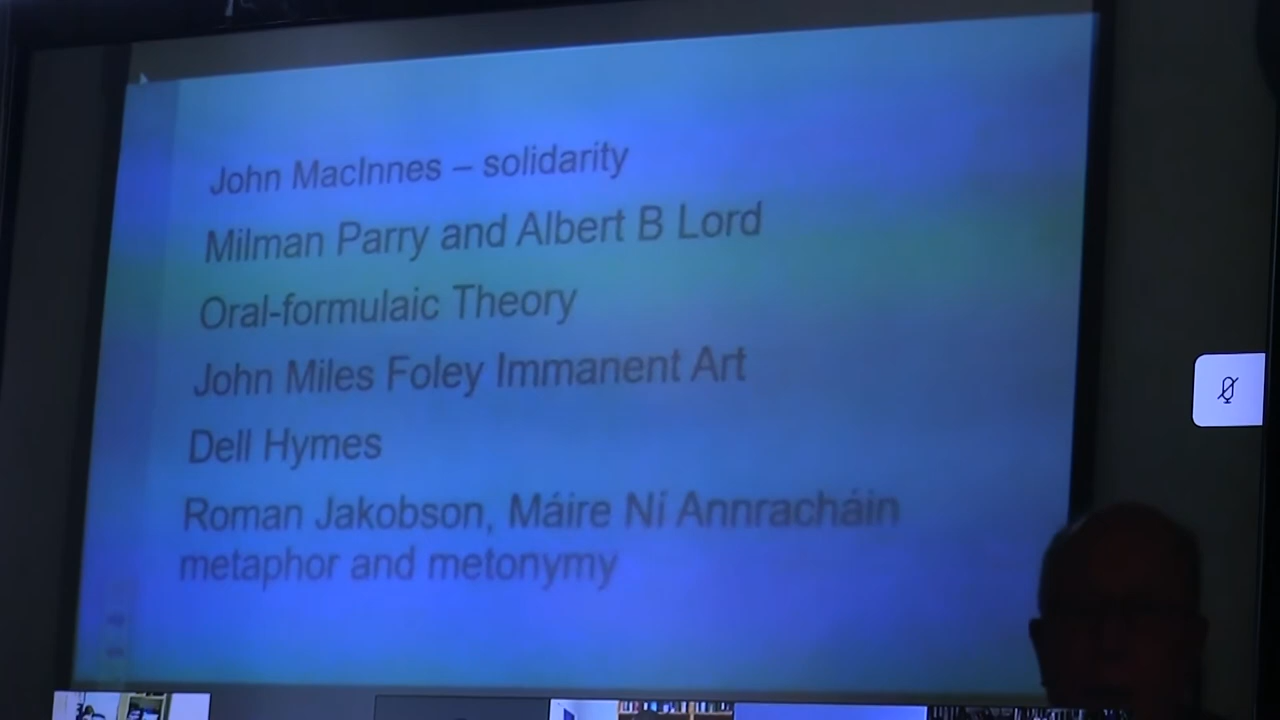 John MacInnes – solidarity
Milman Parry and Albert B Lord
Oral-formulaic Theory
John Miles Foley Immanent Art
Dell Hymes
Roman Jakobson, Máire Ní Annracháin
metaphor and metonymy